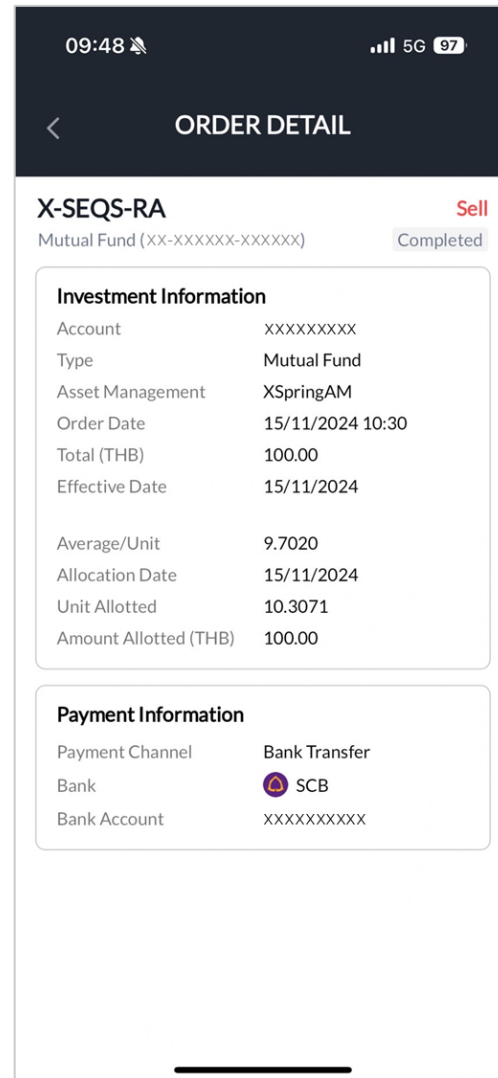 09:48 5G 97
ORDER DETAIL
X-SEQS-RA Sell
Mutual Fund (XX-XXXXXX-XXXXXX) Completed
Investment Information
Account XXXXXXXXX
Type Mutual Fund
Asset Management XSpringAM
Order Date 15/11/2024 10:30
Total (THB) 100.00
Effective Date 15/11/2024
Average/Unit 9.7020
Allocation Date 15/11/2024
Unit Allotted 10.3071
Amount Allotted (THB) 100.00
Payment Information
Payment Channel Bank Transfer
Bank SCB
Bank Account XXXXXXXXXX